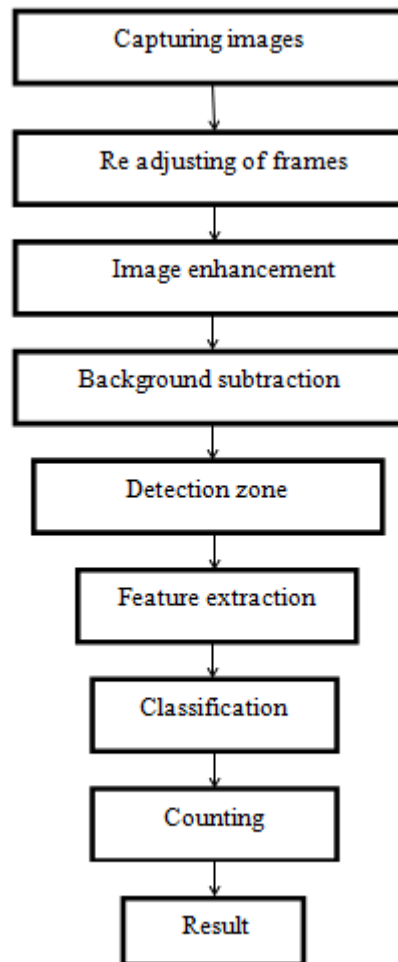 Capturing images
Re adjusting of frames
Image enhancement
Background subtraction
Detection zone
Feature extraction
Classification
Counting
Result